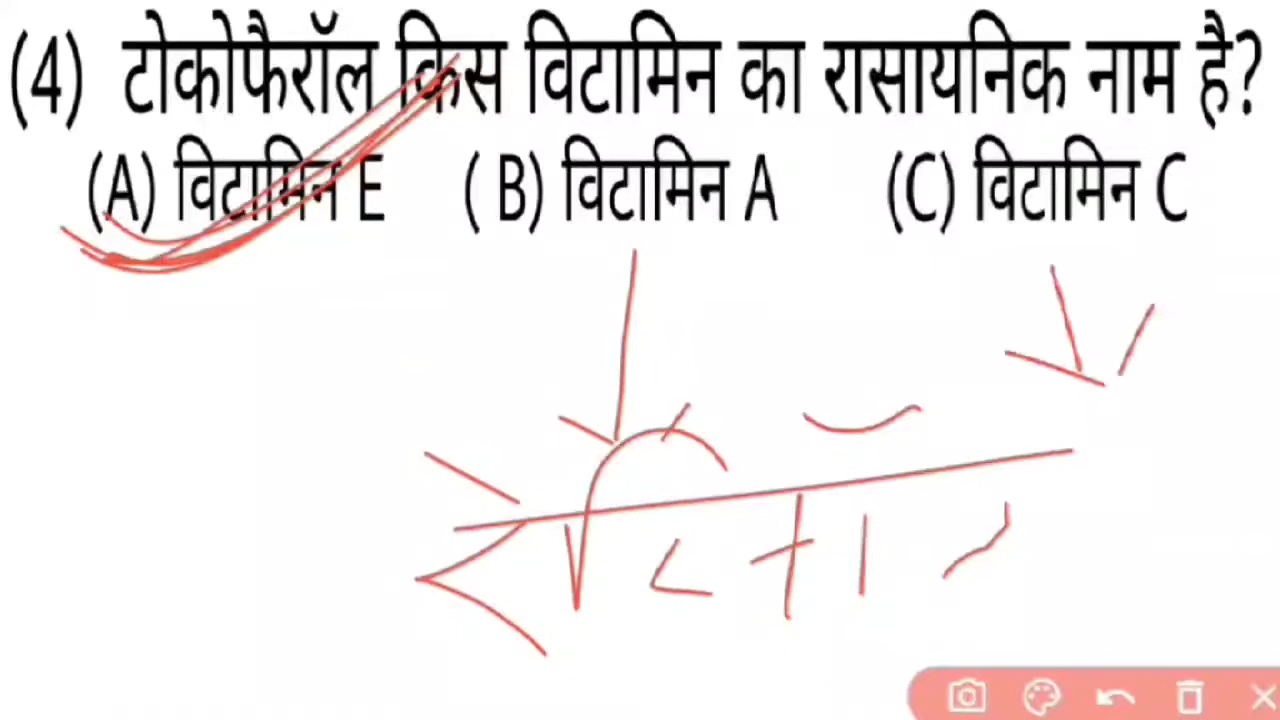 (4) टोकोफैरॉल किस विटामिन का रासायनिक नाम है?
(A) विटामिन E ( B) विटामिन A (C) विटामिन C